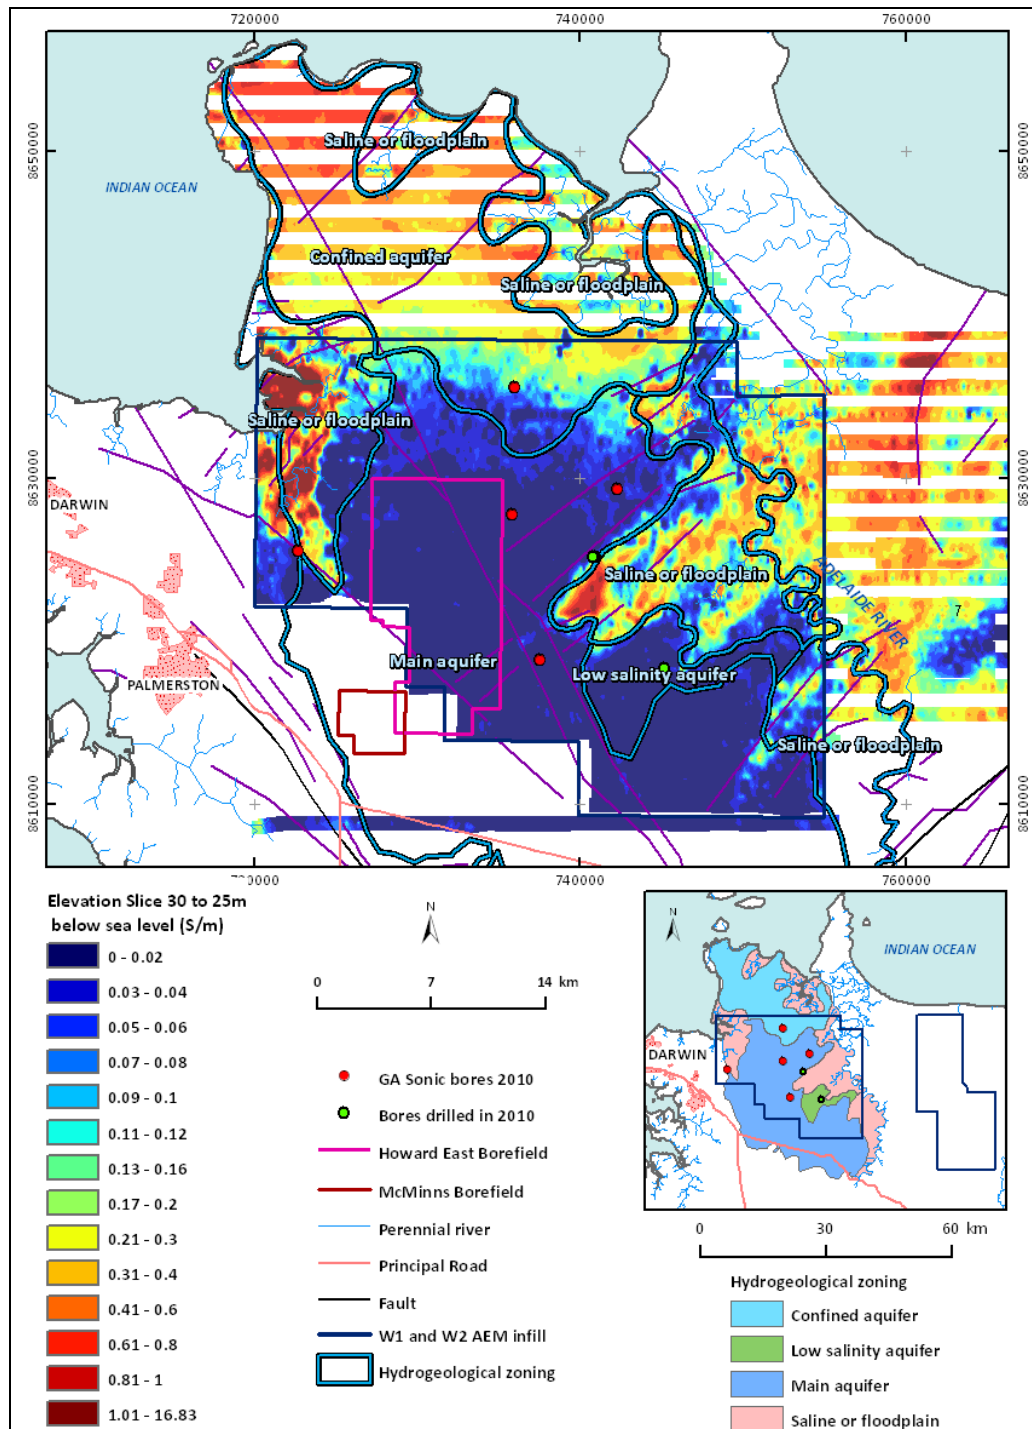 720000 740000 760000
8650000 8650000
Saline or floodplain
INDIAN OCEAN
Confined aquifer
Saline or floodplain
Saline or floodplain
8630000 8630000
DARWIN
Saline or floodplain
ADELAIDE RIVER
7
Main aquifer
Low salinity aquifer
PALMERSTON
Saline or floodplain
8610000 8610000
720000 740000 760000
Elevation Slice 30 to 25m
below sea level (S/m)
0 - 0.02
0.03 - 0.04
0.05 - 0.06
0.07 - 0.08
0.09 - 0.1
0.11 - 0.12
0.13 - 0.16
0.17 - 0.2
0.21 - 0.3
0.31 - 0.4
0.41 - 0.6
0.61 - 0.8
0.81 - 1
1.01 - 16.83
N
0 7 14 km
GA Sonic bores 2010
Bores drilled in 2010
Howard East Borefield
McMinns Borefield
Perennial river
Principal Road
Fault
W1 and W2 AEM infill
Hydrogeological zoning
N
INDIAN OCEAN
DARWIN
0 30 60 km
Hydrogeological zoning
Confined aquifer
Low salinity aquifer
Main aquifer
Saline or floodplain